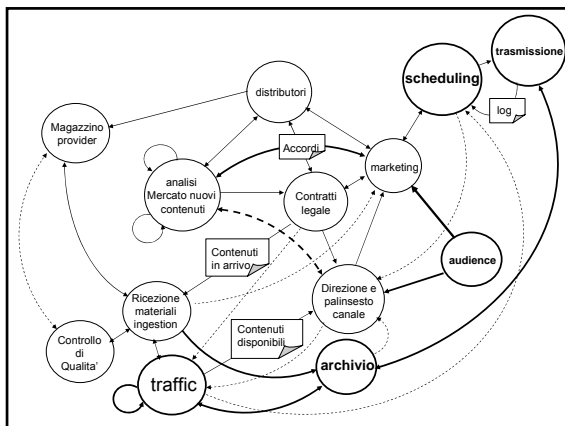 trasmissione
scheduling
log
distributori
Magazzino
provider
Accordi
marketing
analisi
Mercato nuovi
contenuti
Contratti
legale
Contenuti
in arrivo
audience
Ricezione
materiali
ingestion
Direzione e
palinsesto
canale
Contenuti
disponibili
Controllo
di
Qualita'
traffic
archivio